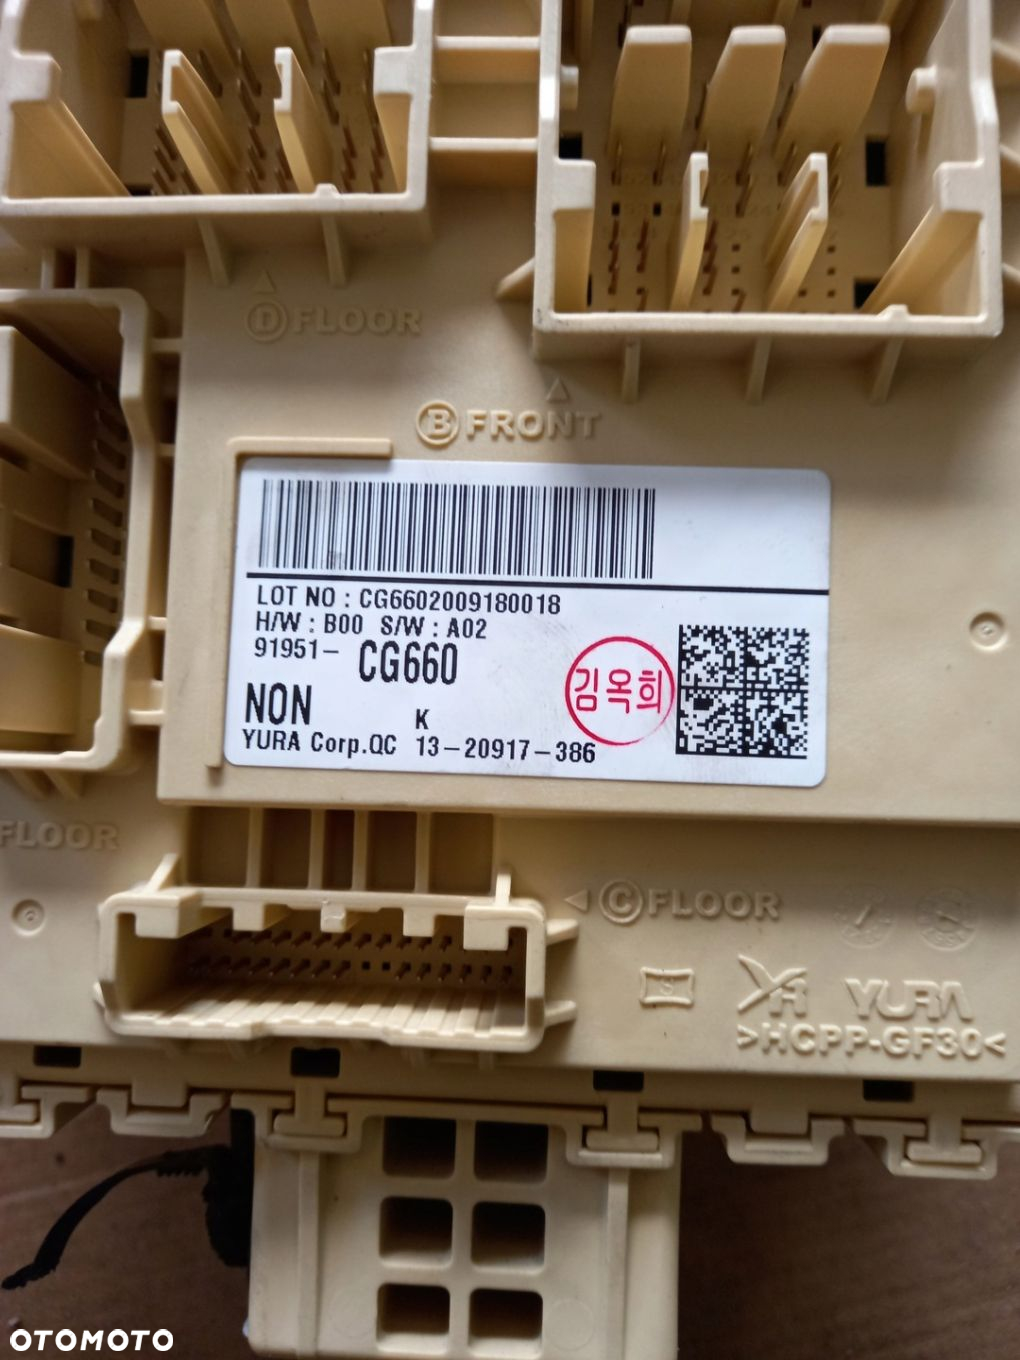 D FLOOR
B FRONT
LOT NO : CG6602009180018
H/W : B00 S/W : A02
91951- CG660
NON
K
YURA Corp.QC 13-20917-386
김옥희
FLOOR
C FLOOR
YURA
>HCPP-GF30<
OTOMOTO